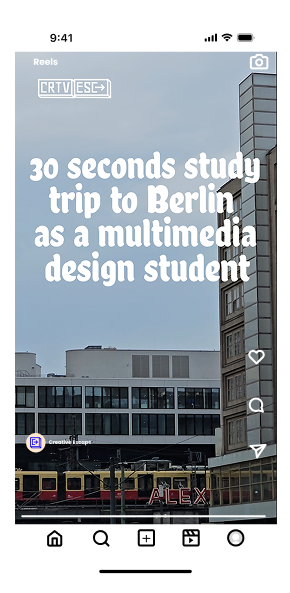 9:41
Reels
CRTV ESC
30 seconds study
trip to Berlin
as a multimedia
design student
Creative Escape
ALEX